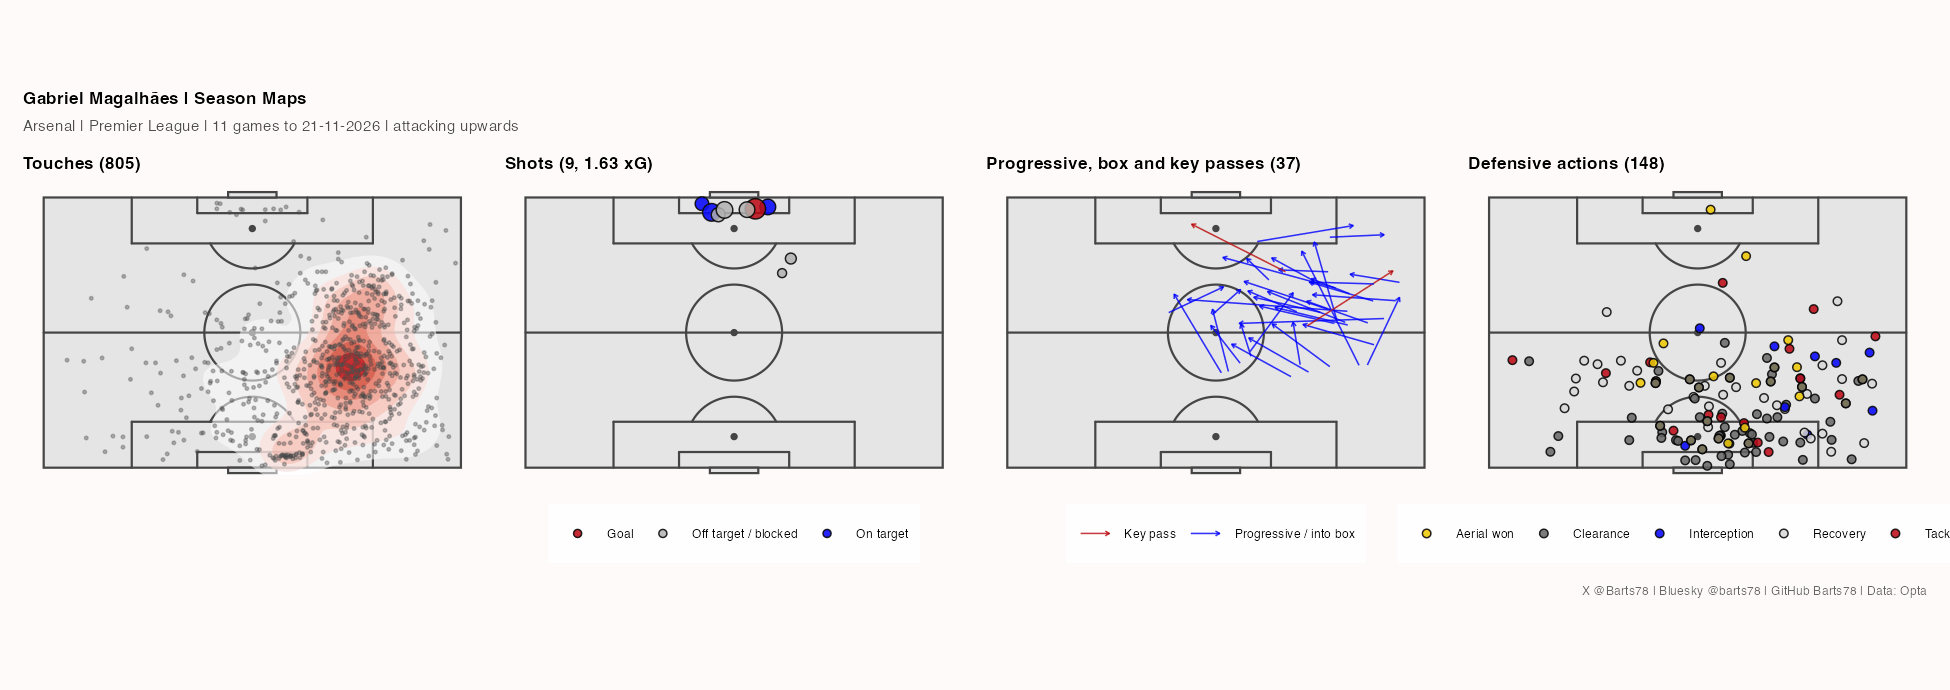 Gabriel Magalhães | Season Maps
Arsenal | Premier League | 11 games to 21-11-2026 | attacking upwards
Touches (805)
Shots (9, 1.63 xG)
Progressive, box and key passes (37)
Defensive actions (148)
Goal
Off target / blocked
On target
Key pass
Progressive / into box
Aerial won
Clearance
Interception
Recovery
Tack
X @Barts78 | Bluesky @barts78 | GitHub Barts78 | Data: Opta